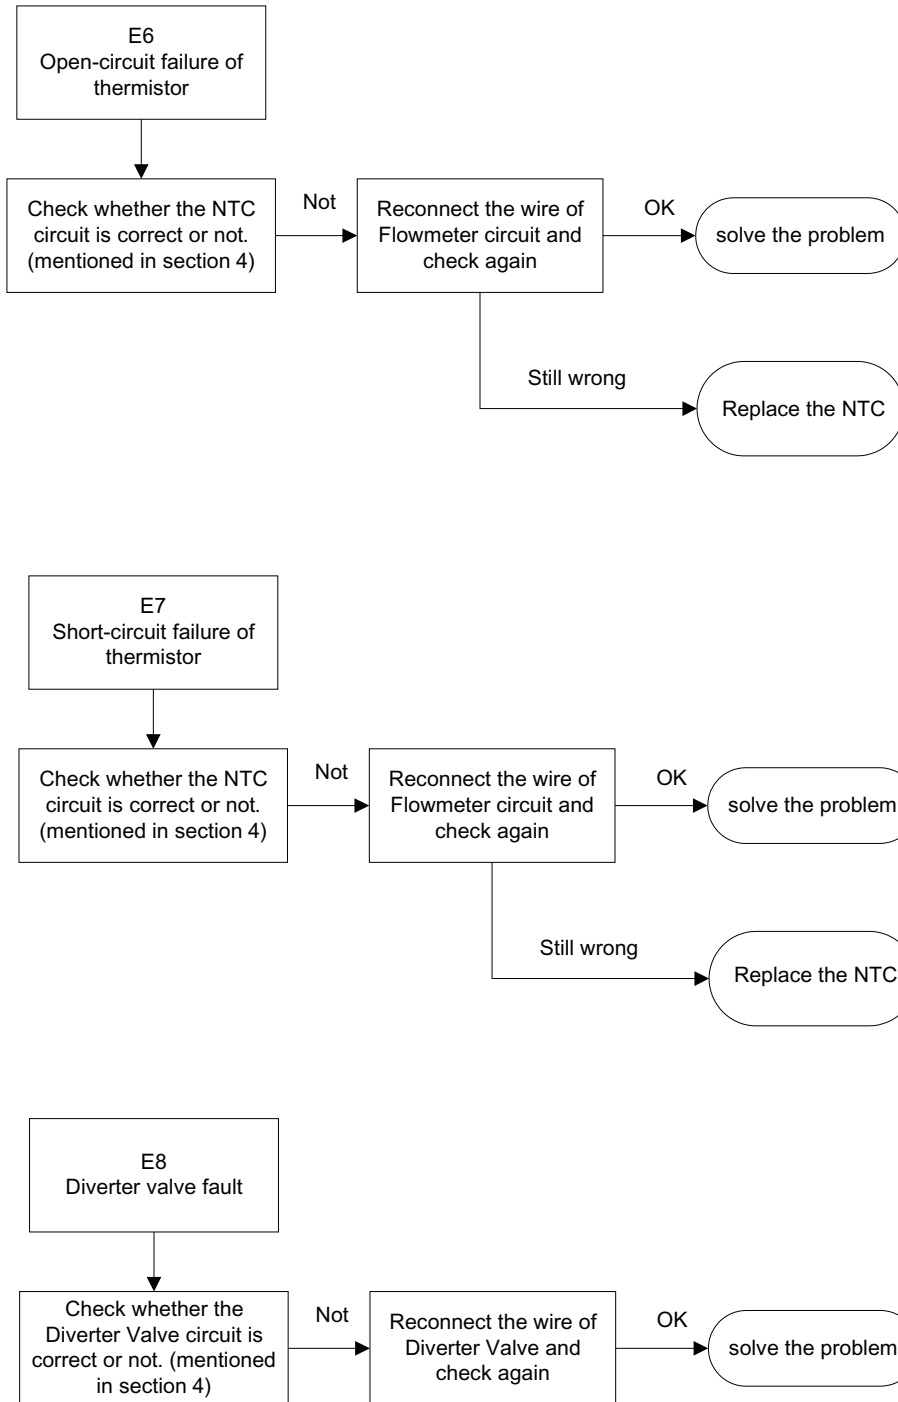 E6
Open-circuit failure of
thermistor
Check whether the NTC
circuit is correct or not.
(mentioned in section 4)
Not
Reconnect the wire of
Flowmeter circuit and
check again
OK
solve the problem
Still wrong
Replace the NTC
E7
Short-circuit failure of
thermistor
Check whether the NTC
circuit is correct or not.
(mentioned in section 4)
Not
Reconnect the wire of
Flowmeter circuit and
check again
OK
solve the problem
Still wrong
Replace the NTC
E8
Diverter valve fault
Check whether the
Diverter Valve circuit is
correct or not. (mentioned
in section 4)
Not
Reconnect the wire of
Diverter Valve and
check again
OK
solve the problem